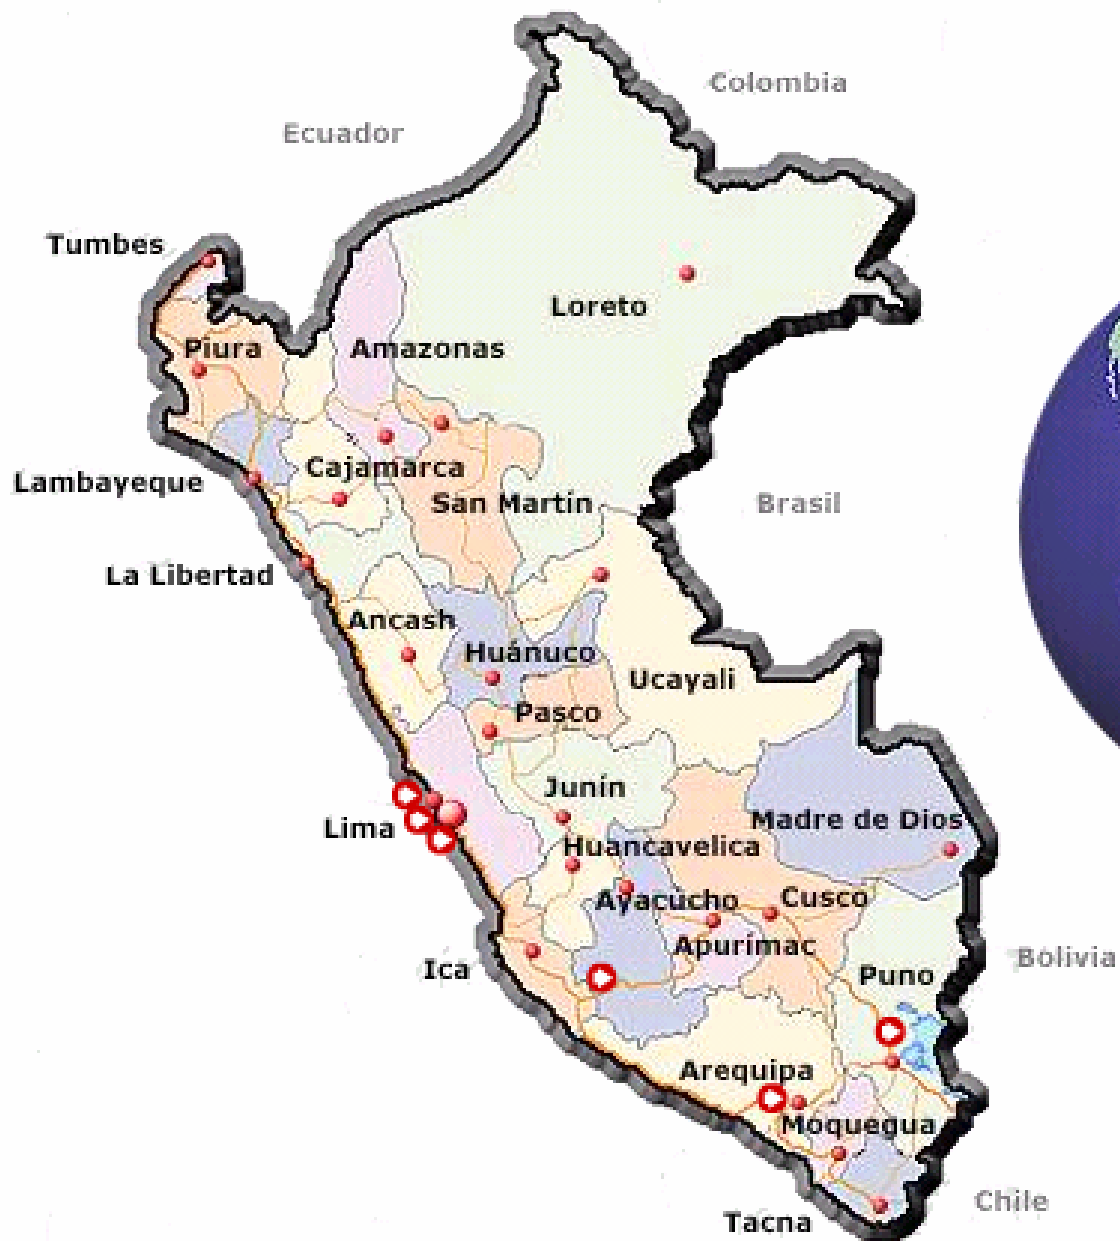 Colombia
Ecuador
Tumbes
Loreto
Piura
Amazonas
Cajamarca
Lambayeque
San Martín
Brasil
La Libertad
Ancash
Huánuco
Ucayali
Pasco
Junín
Madre de Dios
Lima
Huancavelica
Ayacucho
Cusco
Apurímac
Bolivia
Ica
Puno
Arequipa
Moquegua
Chile
Tacna